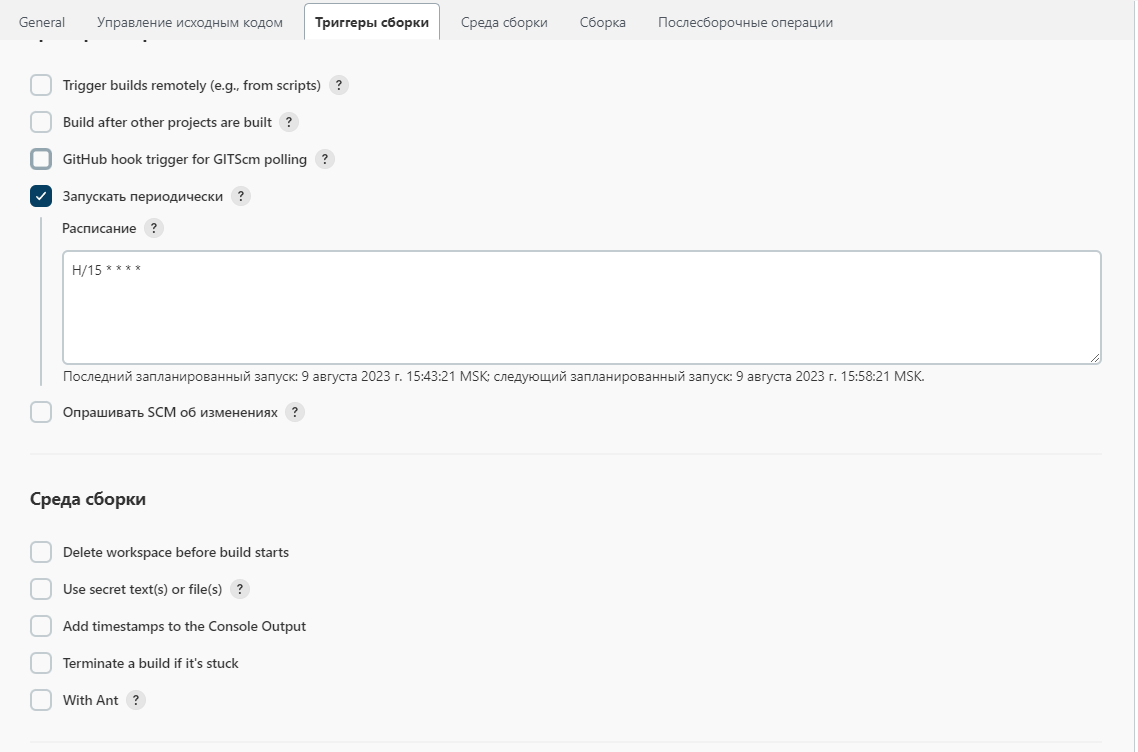 General Управление исходным кодом Триггеры сборки Среда сборки Сборка Послесборочные операции
Trigger builds remotely (e.g., from scripts) ?
Build after other projects are built ?
GitHub hook trigger for GITScm polling ?
Запускать периодически ?
Расписание ?
H/15 * * * *
Последний запланированный запуск: 9 августа 2023 г. 15:43:21 MSK; следующий запланированный запуск: 9 августа 2023 г. 15:58:21 MSK.
Опрашивать SCM об изменениях ?
Среда сборки
Delete workspace before build starts
Use secret text(s) or file(s) ?
Add timestamps to the Console Output
Terminate a build if it's stuck
With Ant ?